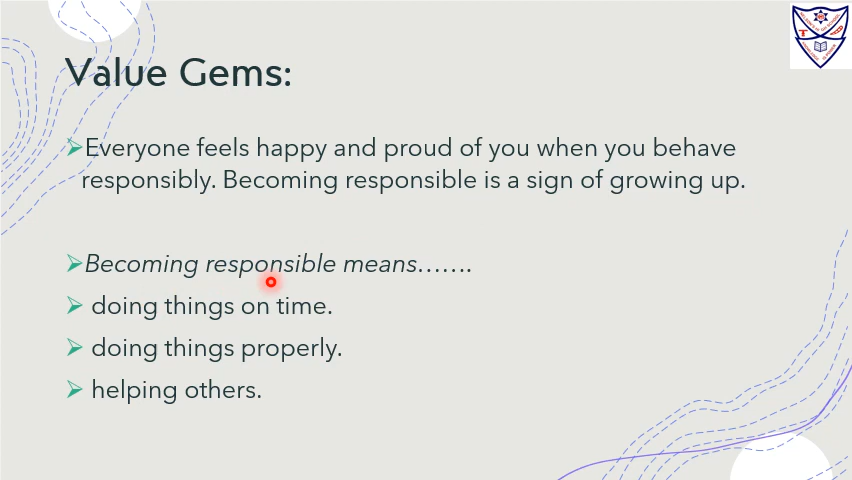 Value Gems:
Everyone feels happy and proud of you when you behave
responsibly. Becoming responsible is a sign of growing up.
Becoming responsible means…….
doing things on time.
doing things properly.
helping others.